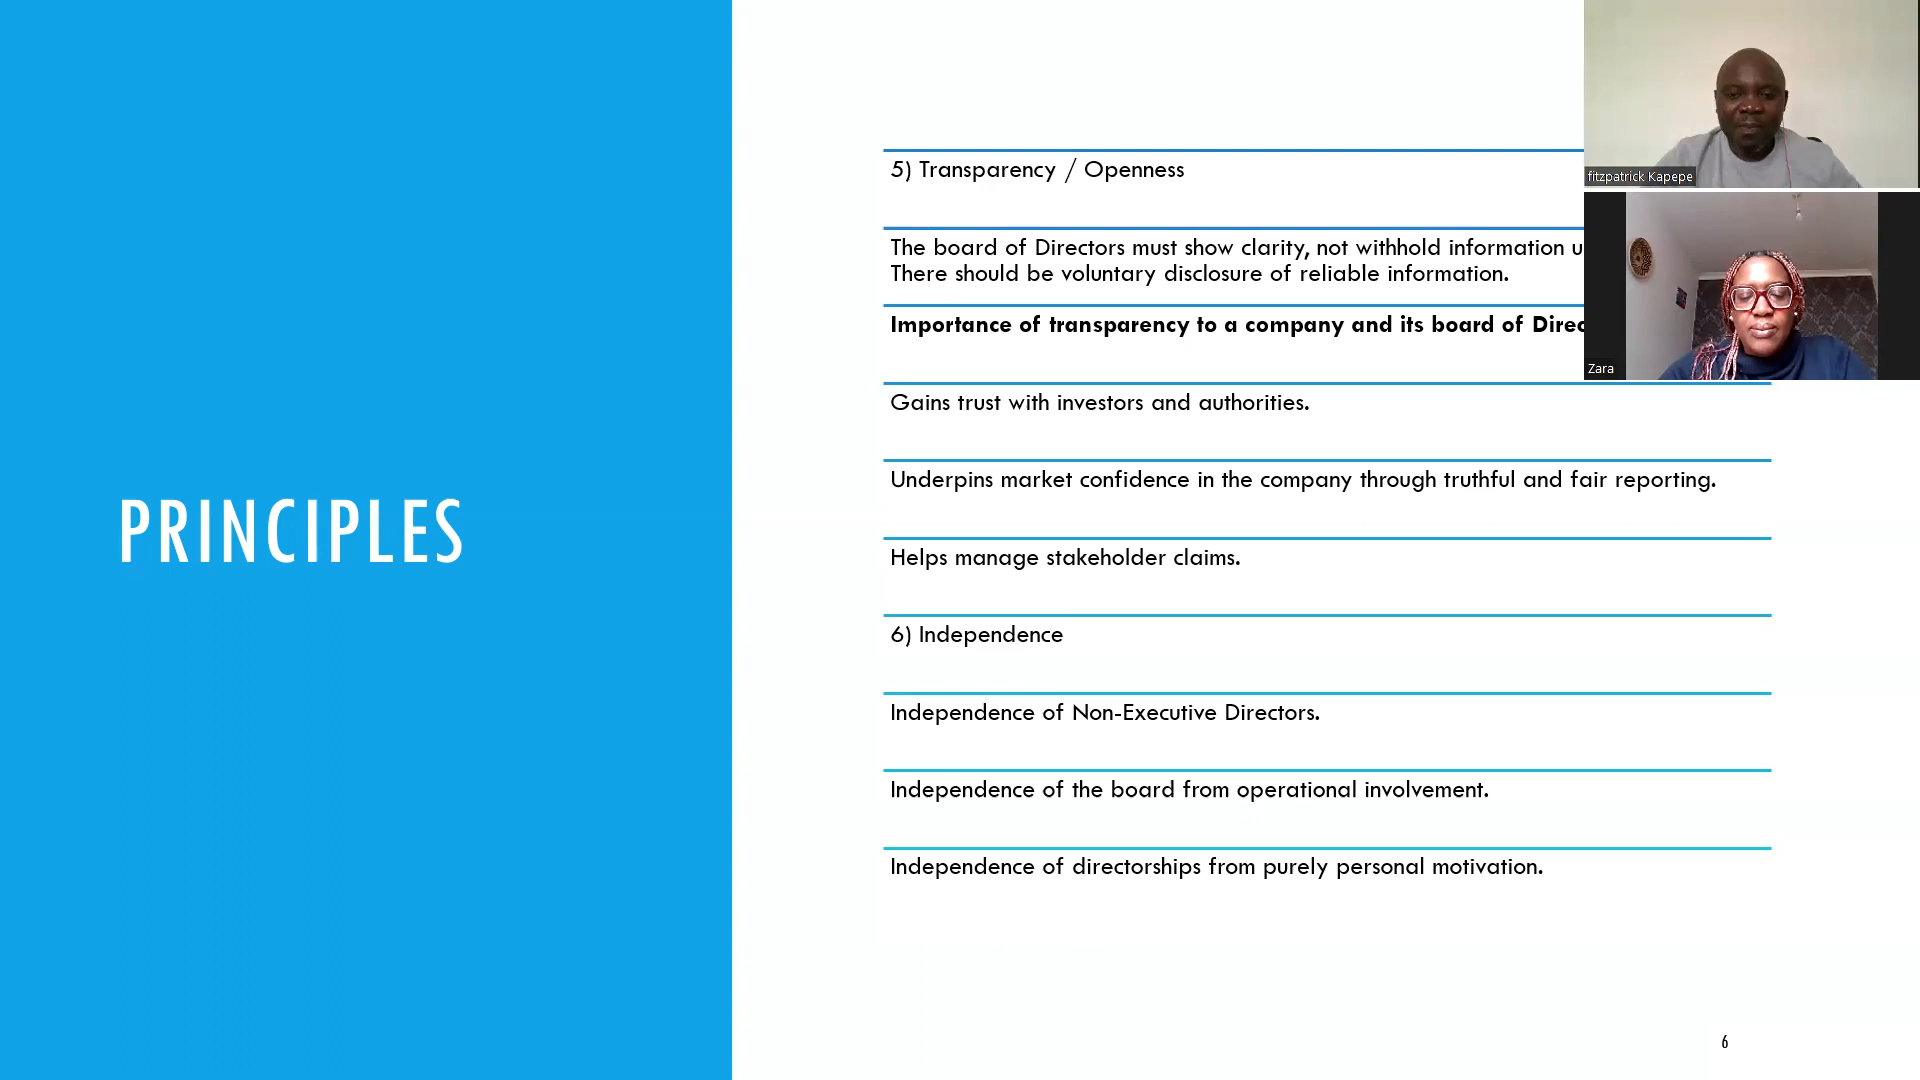 PRINCIPLES
5) Transparency / Openness
The board of Directors must show clarity, not withhold information
There should be voluntary disclosure of reliable information.
Importance of transparency to a company and its board of
Gains trust with investors and authorities.
Underpins market confidence in the company through truthful and fair reporting.
Helps manage stakeholder claims.
6) Independence
Independence of Non-Executive Directors.
Independence of the board from operational involvement.
Independence of directorships from purely personal motivation.
6
fitzpatrick Kapepe
Zara